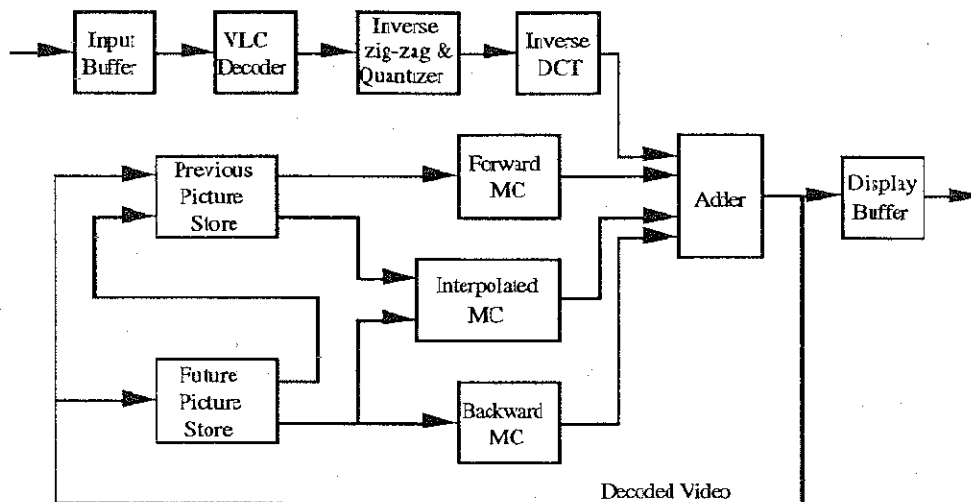 Input
Buffer
VLC
Decoder
Inverse
zig-zag &
Quantizer
Inverse
DCT
Previous
Picture
Store
Forward
MC
Adder
Display
Buffer
Interpolated
MC
Future
Picture
Store
Backward
MC
Decoded Video